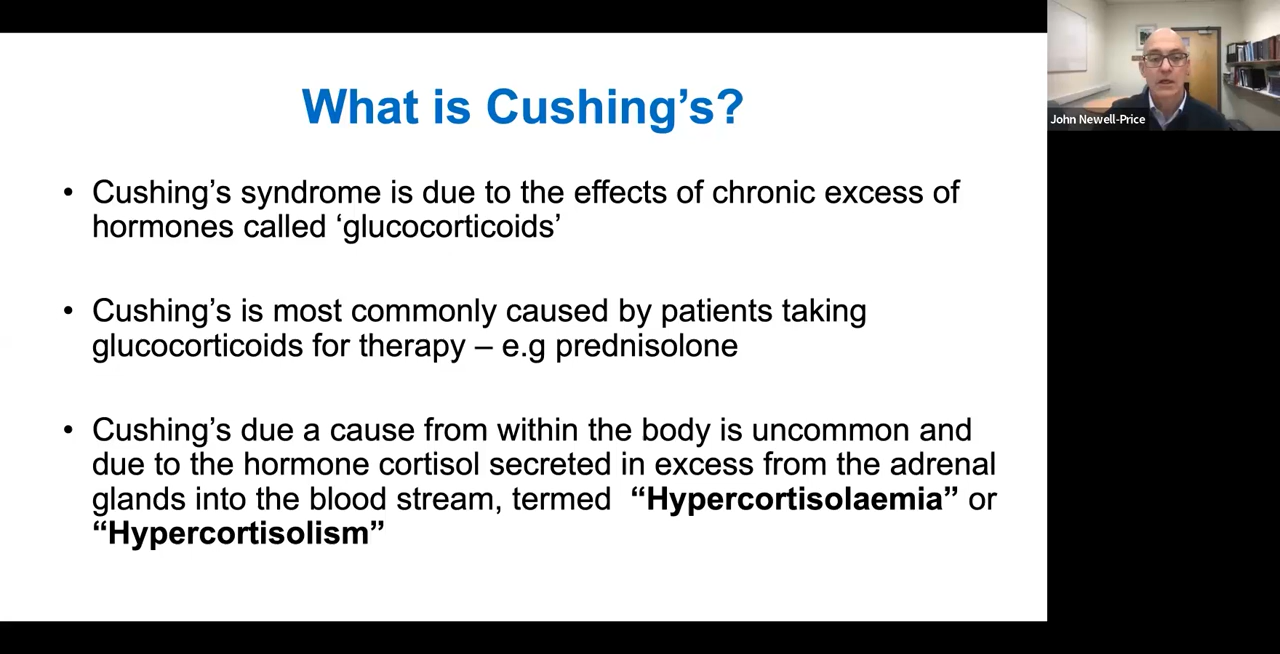 What is Cushing’s?
• Cushing’s syndrome is due to the effects of chronic excess of
hormones called ‘glucocorticoids’
• Cushing’s is most commonly caused by patients taking
glucocorticoids for therapy – e.g prednisolone
• Cushing’s due a cause from within the body is uncommon and
due to the hormone cortisol secreted in excess from the adrenal
glands into the blood stream, termed “Hypercortisolaemia” or
“Hypercortisolism”
John Newell-Price